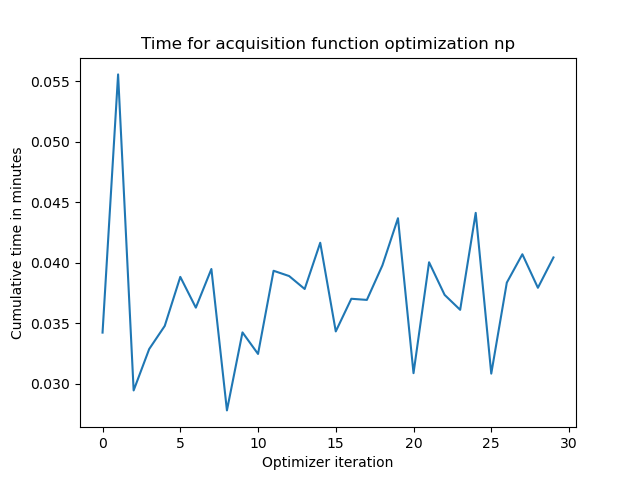 Time for acquisition function optimization np
Cumulative time in minutes
0.055
0.050
0.045
0.040
0.035
0.030
0 5 10 15 20 25 30
Optimizer iteration